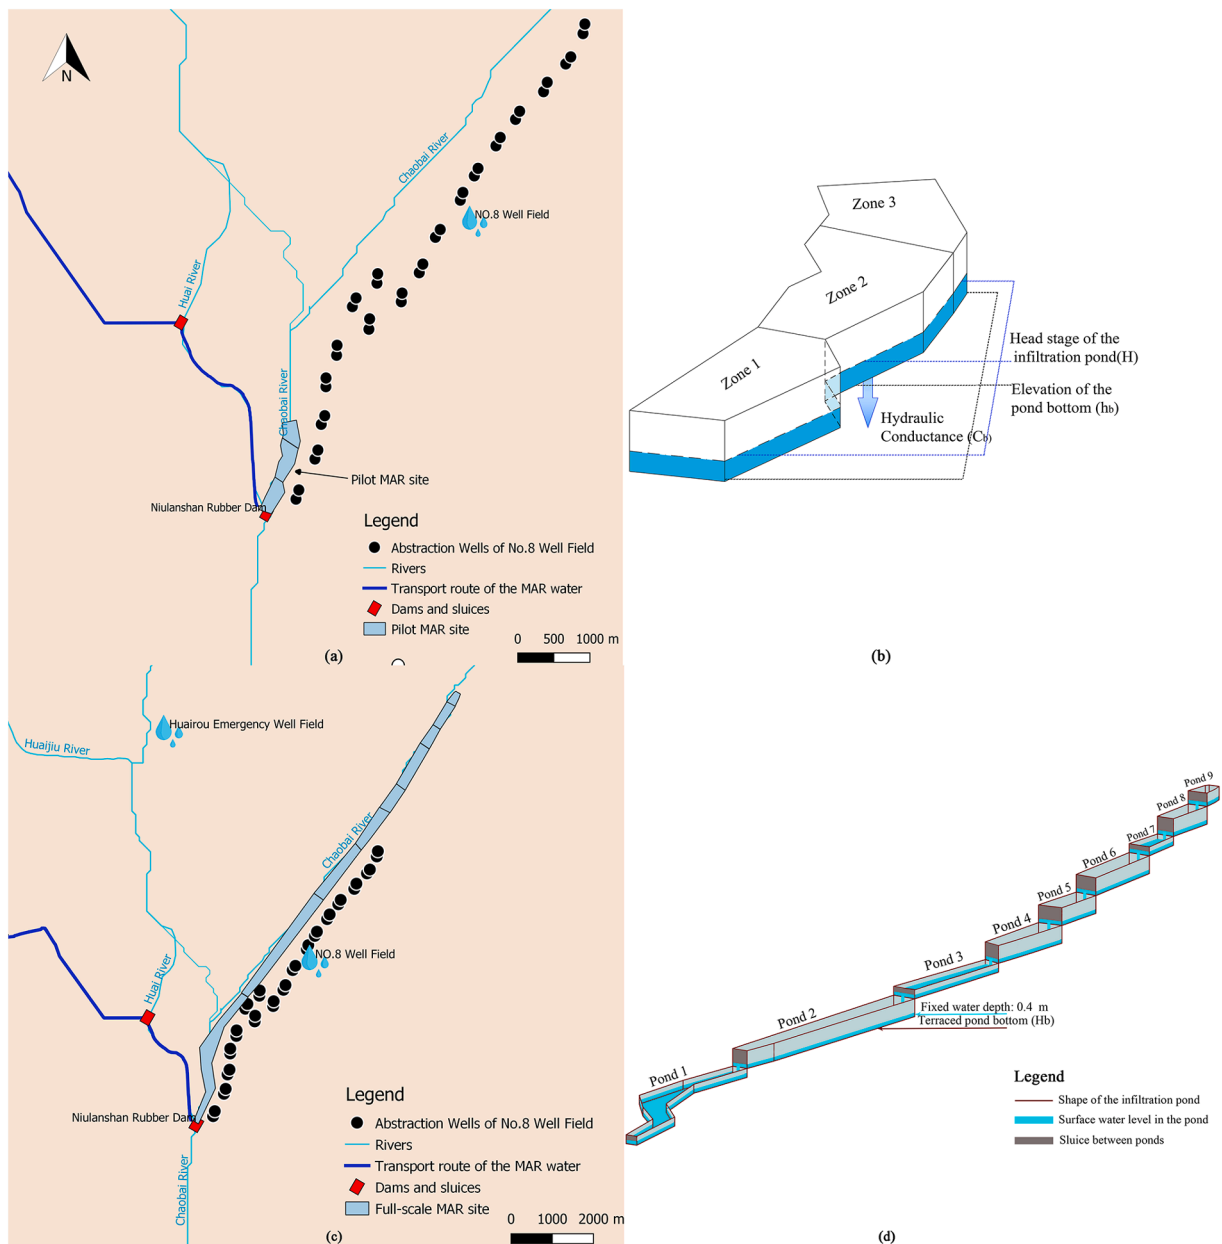 N
Chaobai River
NO.8 Well Field
Huai River
Chaobai River
Pilot MAR site
Niulanshan Rubber Dam
Legend
Abstraction Wells of No.8 Well Field
Rivers
Transport route of the MAR water
Dams and sluices
Pilot MAR site
0 500 1000 m
(a)
Zone 3
Zone 2
Zone 1
Head stage of the
infiltration pond(H)
Elevation of the
pond bottom (hb)
Hydraulic
Conductance (Cb)
(b)
Huairou Emergency Well Field
Huaijiu River
Chaobai River
NO.8 Well Field
Huai River
Niulanshan Rubber Dam
Chaobai River
Legend
Abstraction Wells of No.8 Well Field
Rivers
Transport route of the MAR water
Dams and sluices
Full-scale MAR site
0 1000 2000 m
(c)
Pond 9
Pond 8
Pond 7
Pond 6
Pond 5
Pond 4
Pond 3
Pond 2
Pond 1
Fixed water depth: 0.4 m
Terraced pond bottom (Hb)
Legend
Shape of the infiltration pond
Surface water level in the pond
Sluice between ponds
(d)